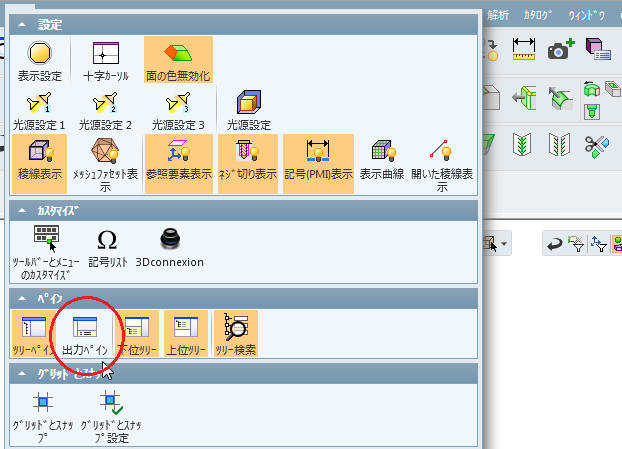 解析 ｶﾀﾛｸﾞ ｳｨﾝﾄﾞｳ
設定
表示設定 十字ｶｰｿﾙ 面の色無効化
光源設定 1 光源設定 2 光源設定 3 光源設定
稜線表示 ﾒｯｼｭﾌｧｾｯﾄ表 参照要素表示 ﾈｼﾞ切り表示 記号(PMI)表示 表示曲線 開いた稜線表
示 示
ｶｽﾀﾏｲｽﾞ
ﾂｰﾙﾊﾞｰとﾒﾆｭｰ 記号ﾘｽﾄ 3Dconnexion
のｶｽﾀﾏｲｽﾞ
ﾍﾟｲﾝ
ﾂﾘｰﾍﾟｲﾝ 出力ﾍﾟｲﾝ 下位ﾂﾘｰ 上位ﾂﾘｰ ﾂﾘｰ検索
ｸﾞﾘｯﾄﾞとｽﾅ
ｸﾞﾘｯﾄﾞとｽﾅｯ ｸﾞﾘｯﾄﾞとｽﾅｯ
ﾌﾟ ﾌﾟ設定